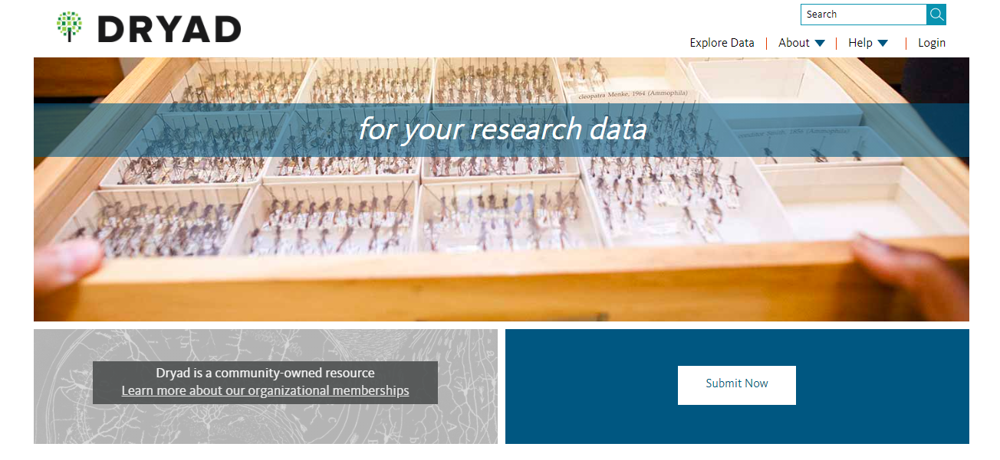 DRYAD
Search
Explore Data | About | Help | Login
cleopatra Menke, 1964 (Ammophila)
for your research data
Smith, 1856 (Ammophila)
Dryad is a community-owned resource
Learn more about our organizational memberships
Submit Now